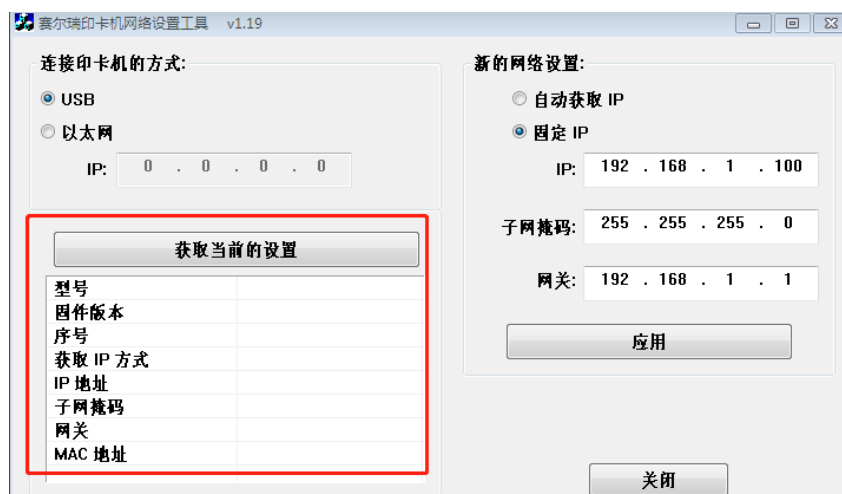 赛尔瑞印卡机网络设置工具 v1.19
连接印卡机的方式:
USB
以太网
IP: 0 . 0 . 0 . 0
获取当前的设置
型号
固件版本
序号
获取 IP 方式
IP 地址
子网掩码
网关
MAC 地址
新的网络设置:
自动获取 IP
固定 IP
IP: 192 . 168 . 1 . 100
子网掩码: 255 . 255 . 255 . 0
网关: 192 . 168 . 1 . 1
应用
关闭